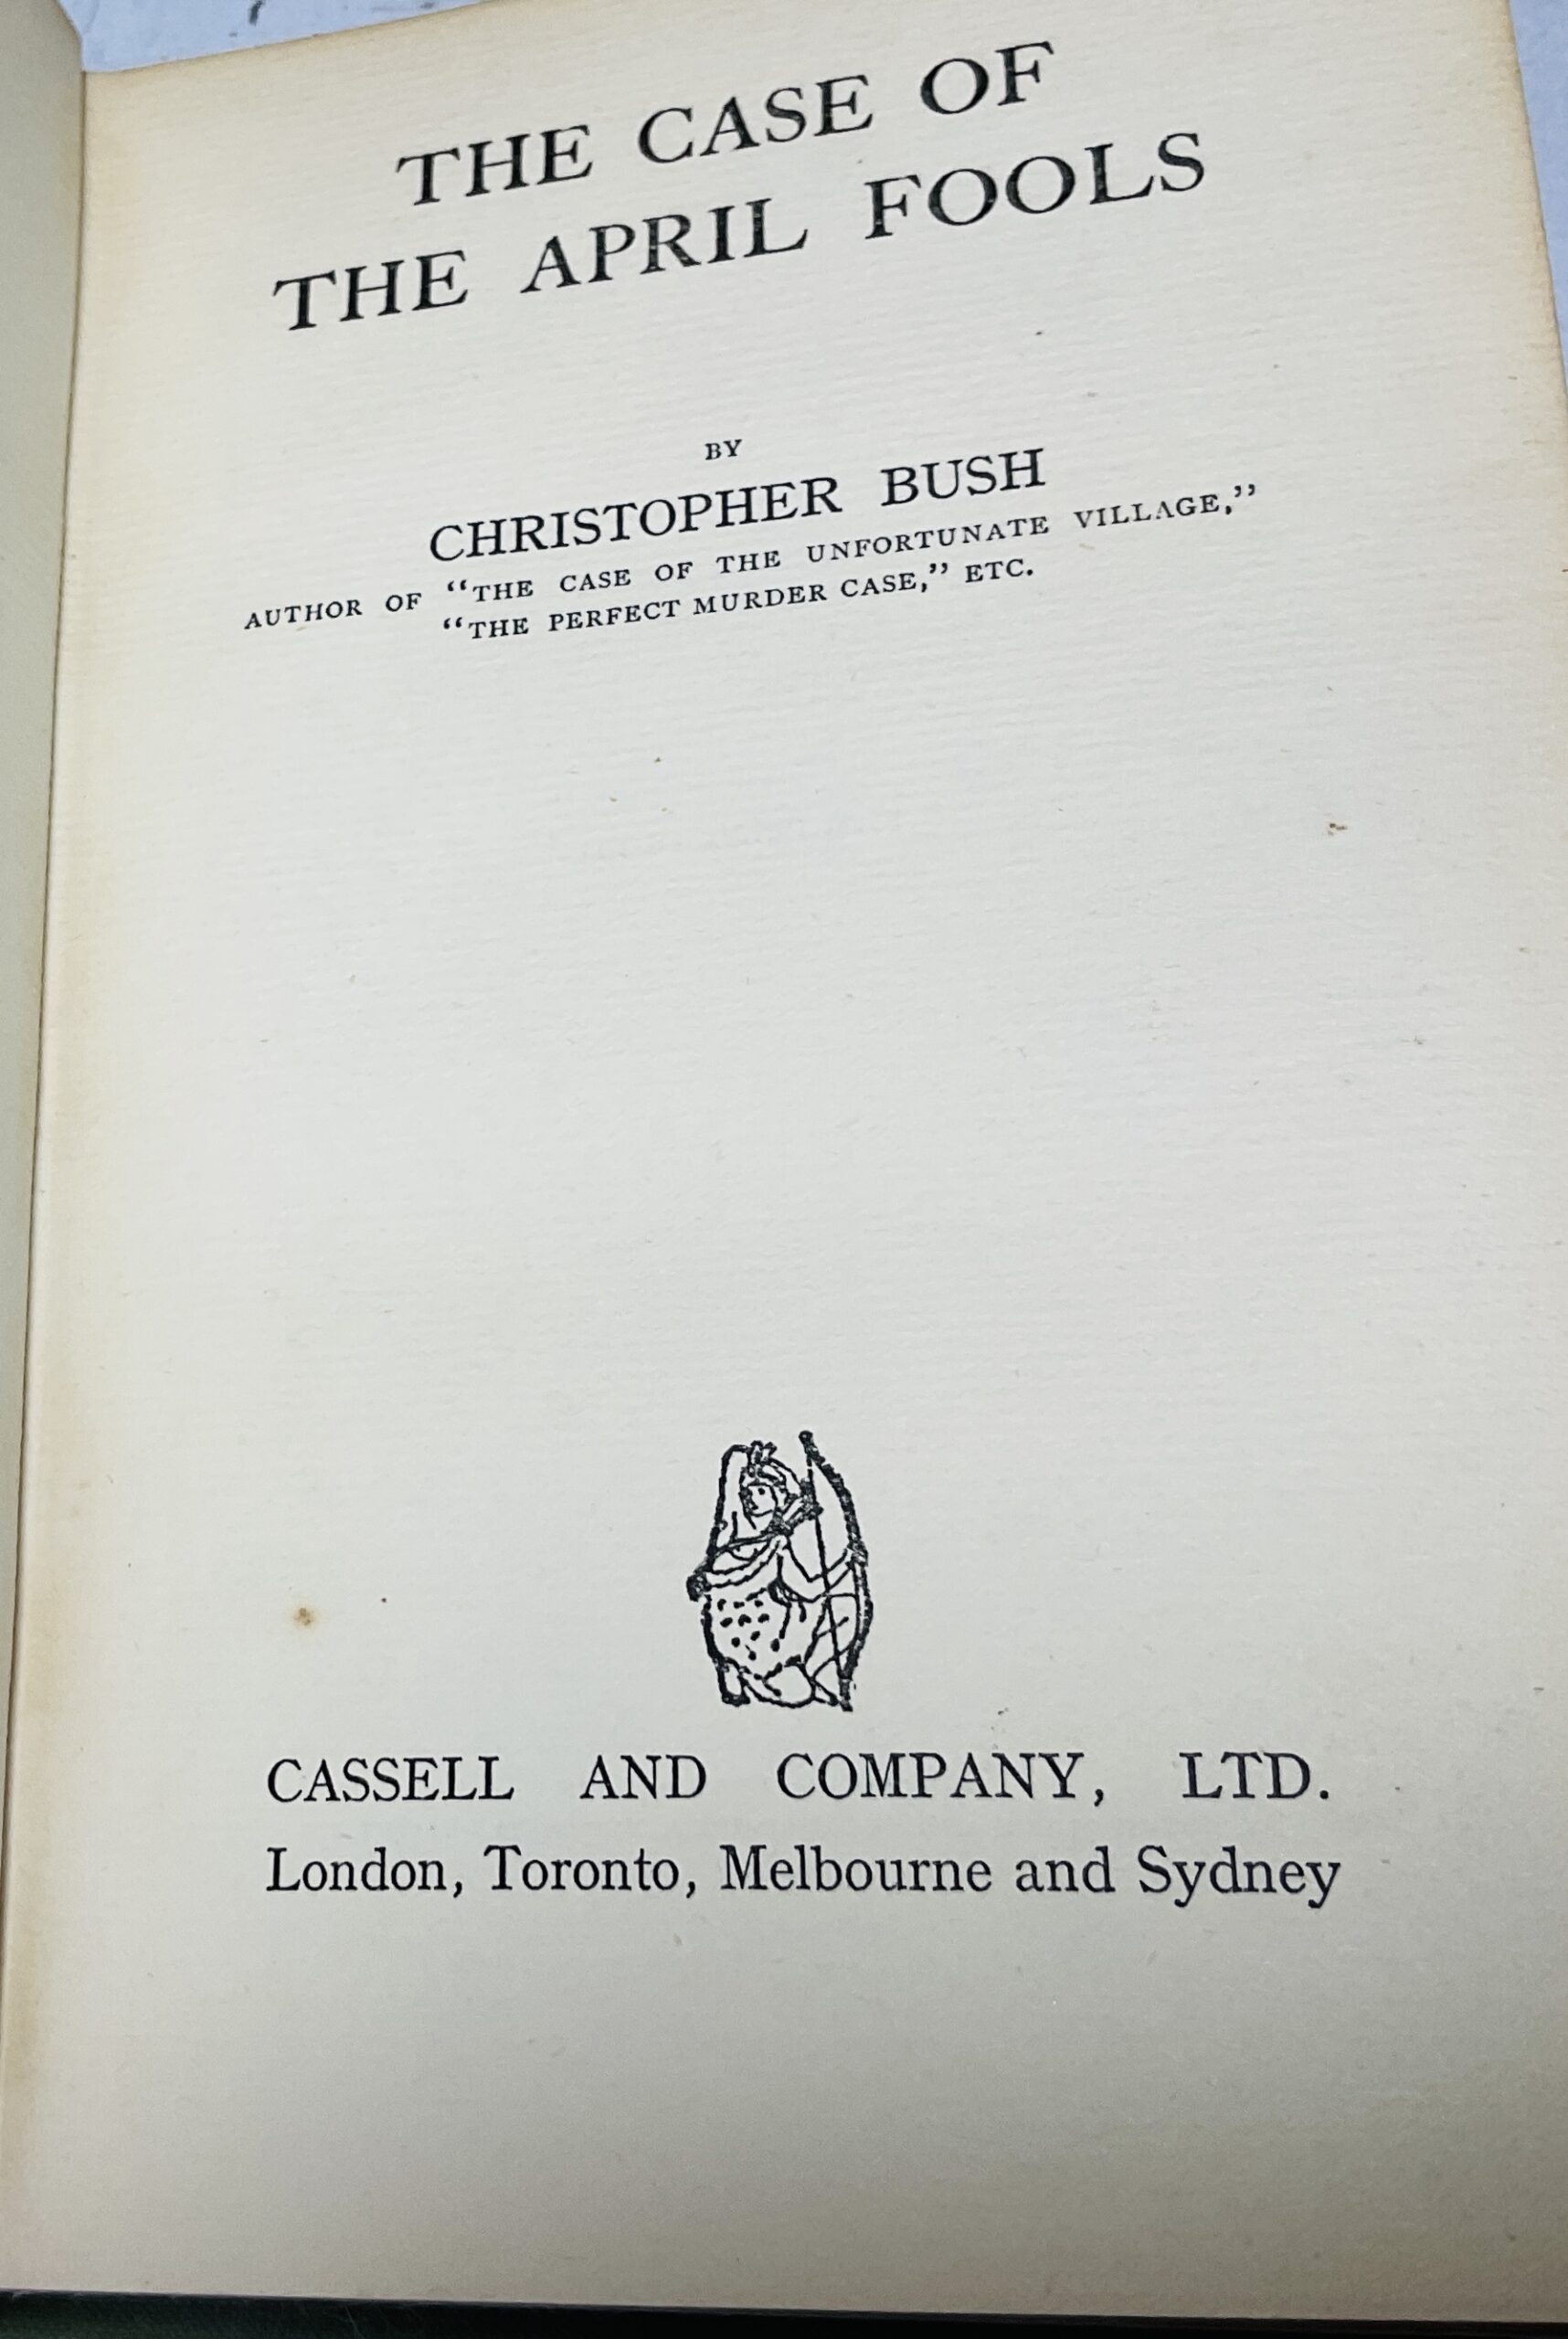 THE CASE OF
THE APRIL FOOLS
BY
CHRISTOPHER BUSH
AUTHOR OF “THE CASE OF THE UNFORTUNATE VILLAGE,”
“THE PERFECT MURDER CASE,” ETC.
CASSELL AND COMPANY, LTD.
London, Toronto, Melbourne and Sydney